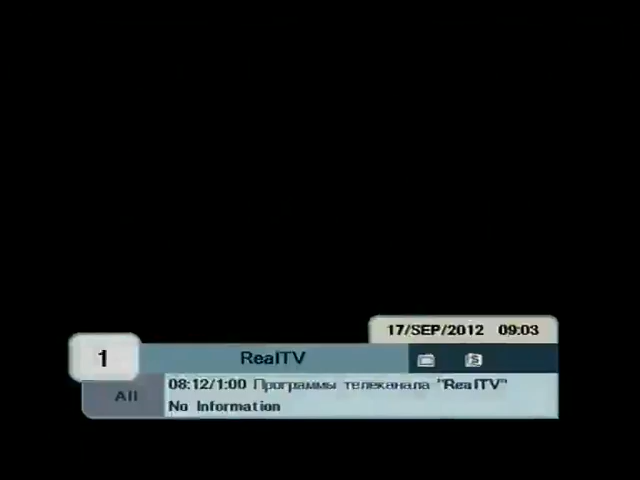 17/SEP/2012 09:03
1 RealTV
S
All
08:12/1:00 Программы телеканала "RealTV"
No Information